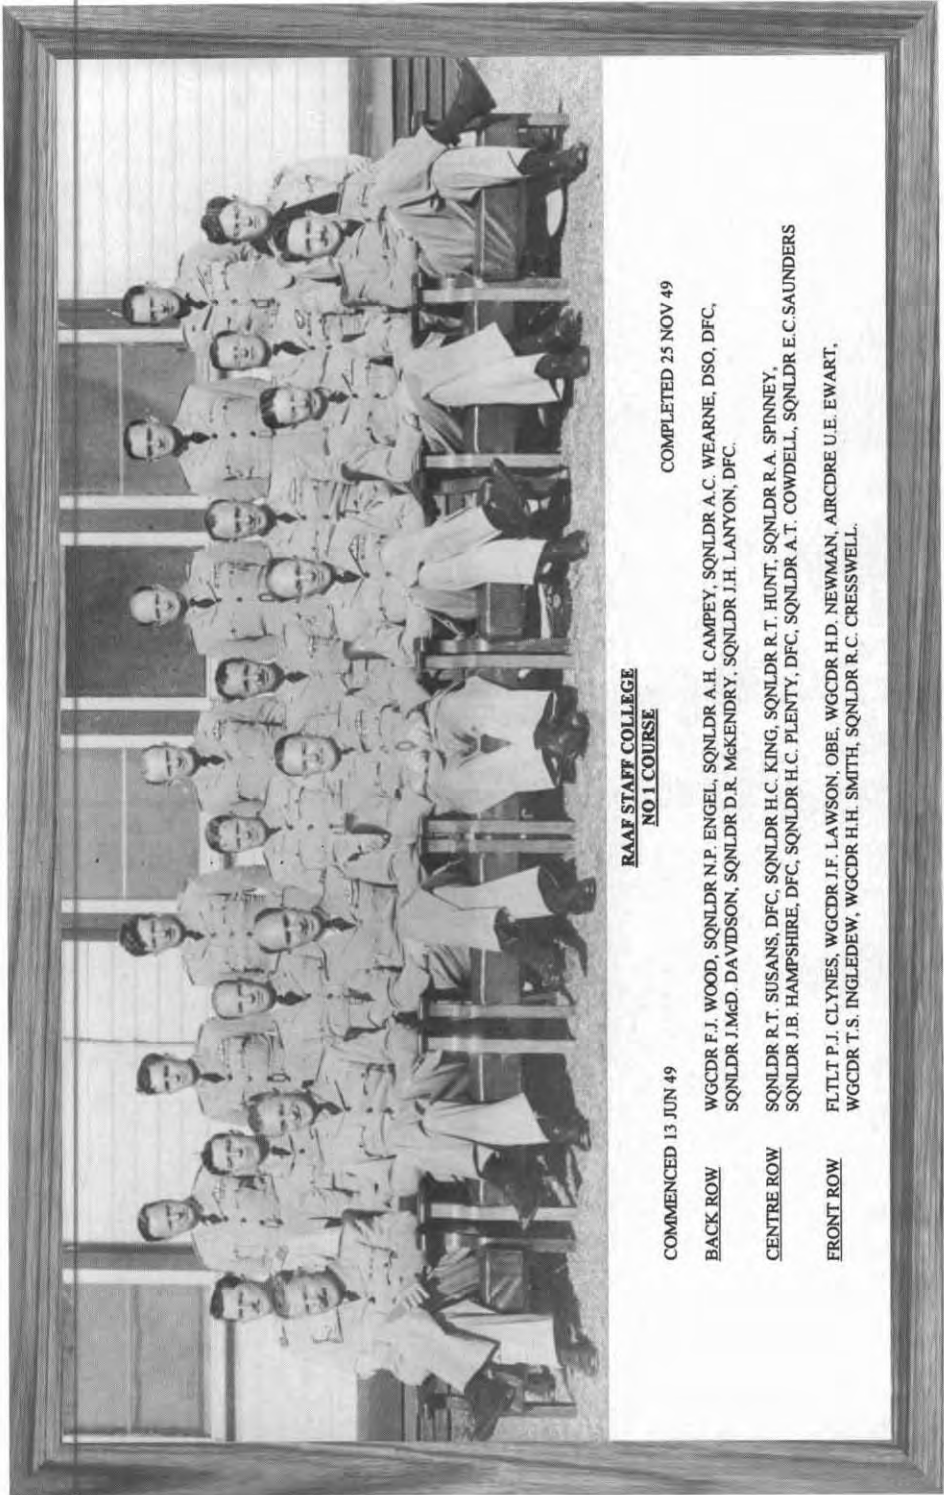 RAAF STAFF COLLEGE
NO 1 COURSE
COMMENCED 13 JUN 49 COMPLETED 25 NOV 49
BACK ROW WGCDR F.J. WOOD, SQNLDR N.P. ENGEL, SQNLDR A.H. CAMPEY, SQNLDR A.C. WEARNE, DSO, DFC,
SQNLDR J.McD. DAVIDSON, SQNLDR D.R. McKENDRY, SQNLDR J.H. LANYON, DFC.
CENTRE ROW SQNLDR R.T. SUSANS, DFC, SQNLDR H.C. KING, SQNLDR R.T. HUNT, SQNLDR R.A. SPINNEY,
SQNLDR J.B. HAMPSHIRE, DFC, SQNLDR H.C. PLENTY, DFC, SQNLDR A.T. COWDELL, SQNLDR E.C.SAUNDERS
FRONT ROW FLTLT P.J. CLYNES, WGCDR J.F. LAWSON, OBE, WGCDR H.D. NEWMAN, AIRCDRE U.E. EWART,
WGCDR T.S. INGLEDEW, WGCDR H.H. SMITH, SQNLDR R.C. CRESSWELL.